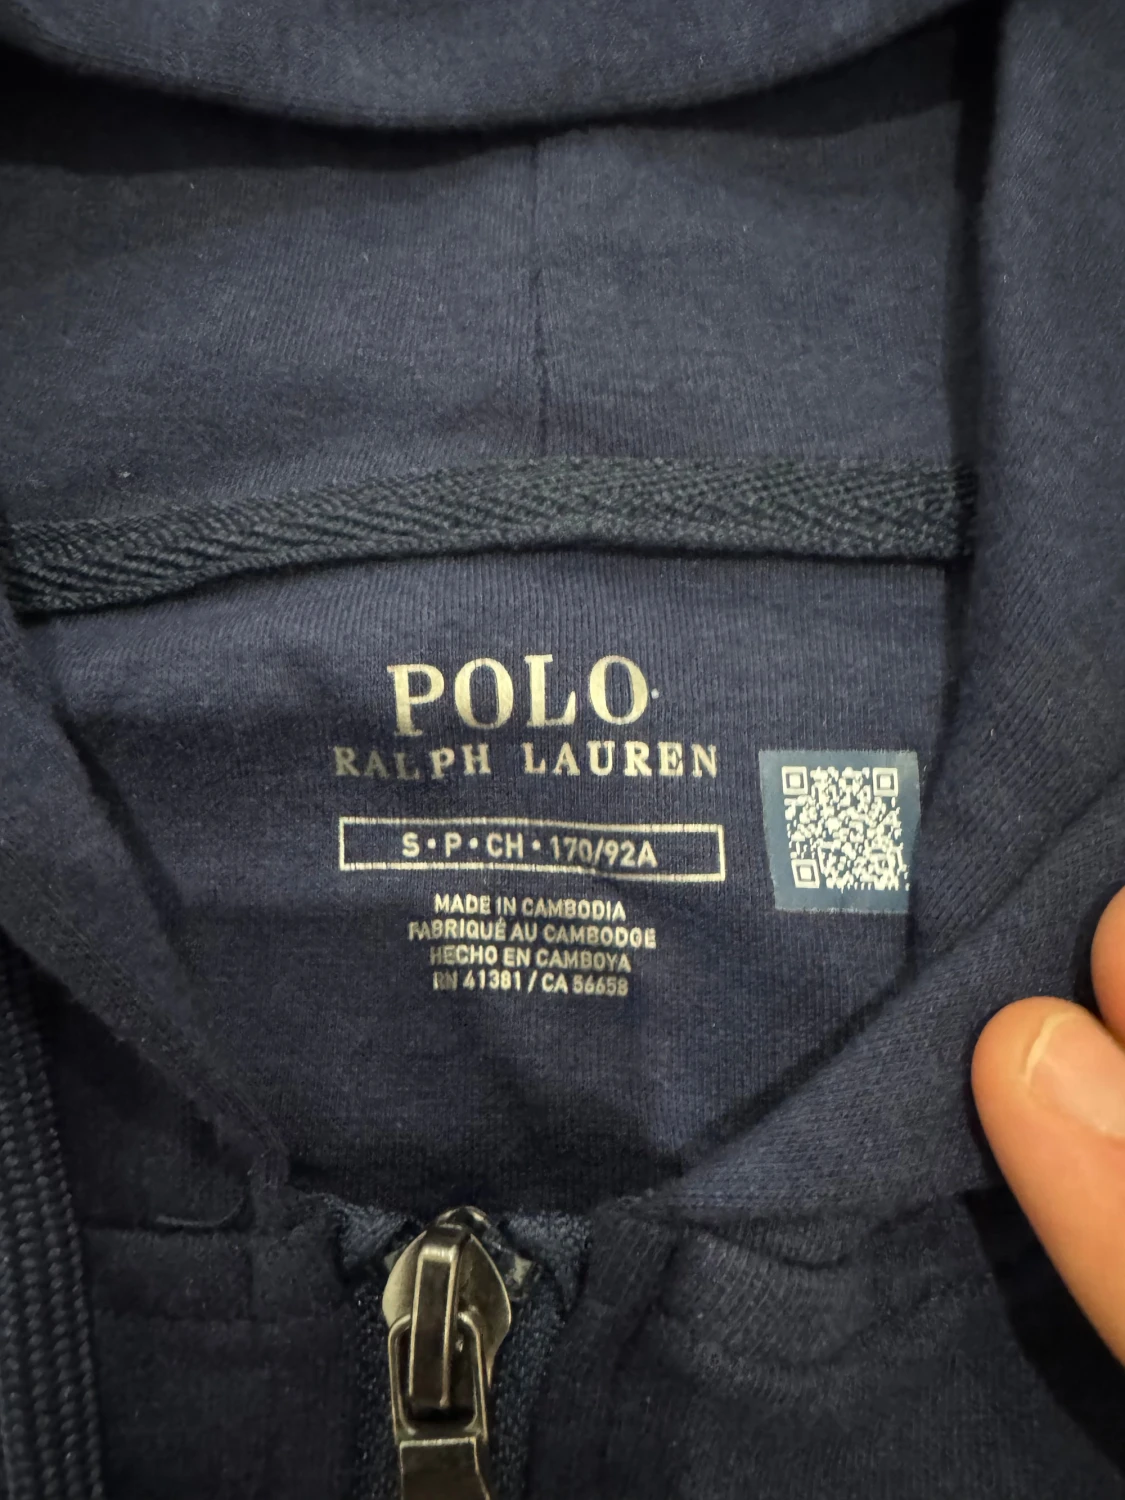 POLO
RALPH LAUREN
S • P • CH • 170/92A
MADE IN CAMBODIA
FABRIQUÉ AU CAMBODGE
HECHO EN CAMBOYA
RN 41381 / CA 56658